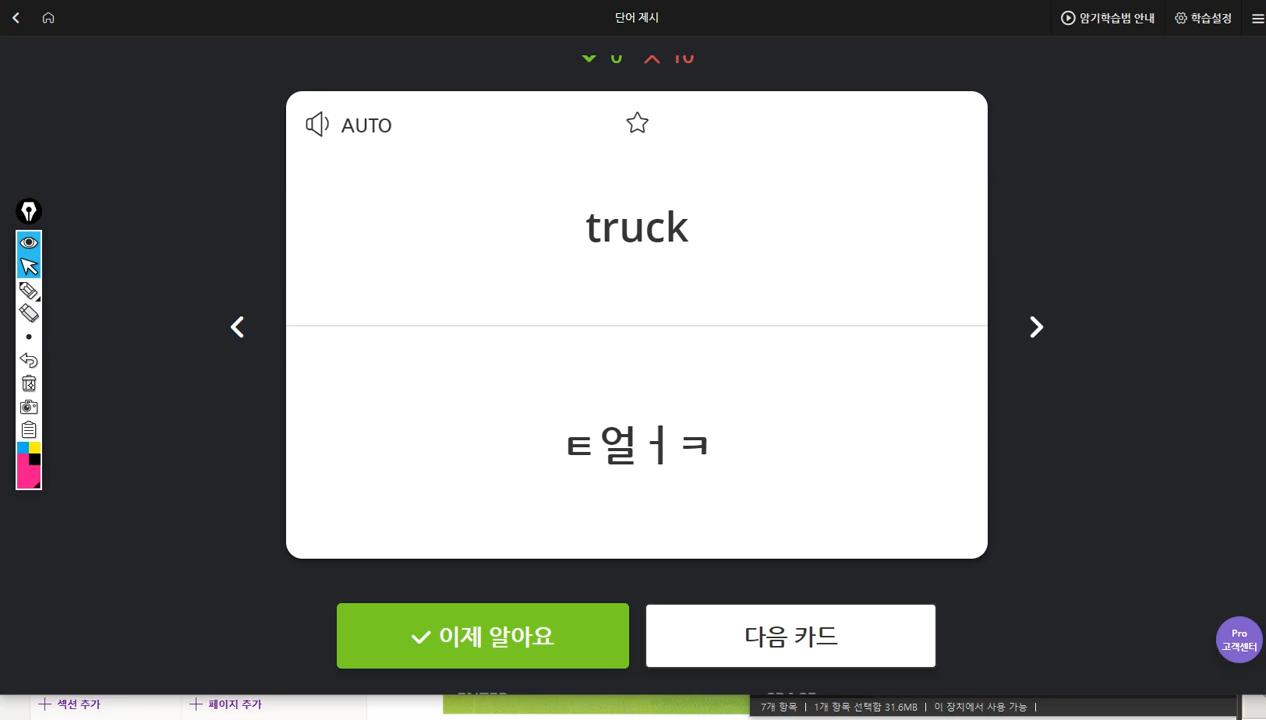 단어 제시
암기학습법 안내
학습설정
0 10
AUTO
truck
ㅌ얼ㅓㅋ
이제 알아요
다음 카드
Pro
고객센터
섹션 추가
페이지 추가
7개 항목 | 1개 항목 선택함 31.6MB | 이 장치에서 사용 가능 |